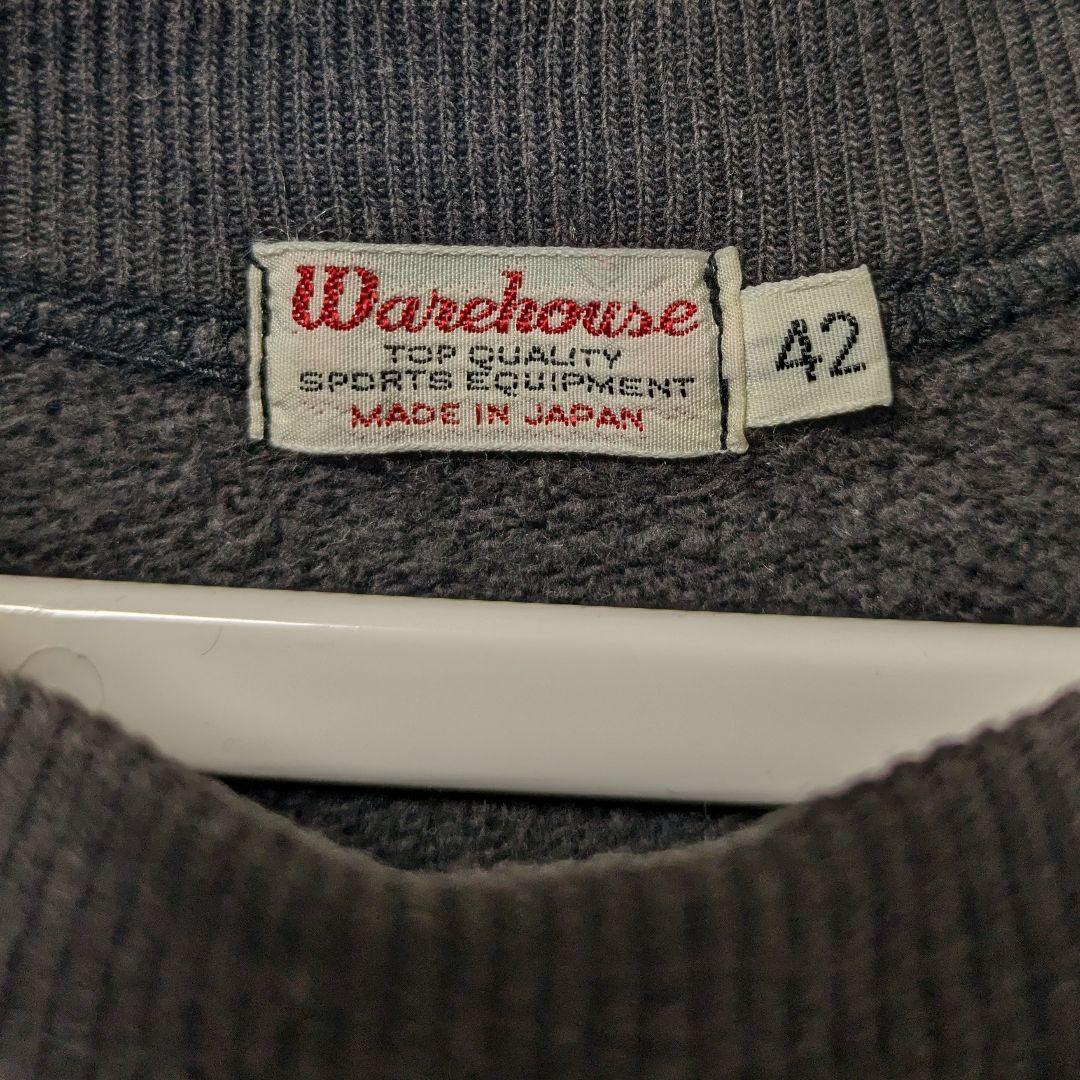 Warehouse
TOP QUALITY
SPORTS EQUIPMENT
MADE IN JAPAN
42